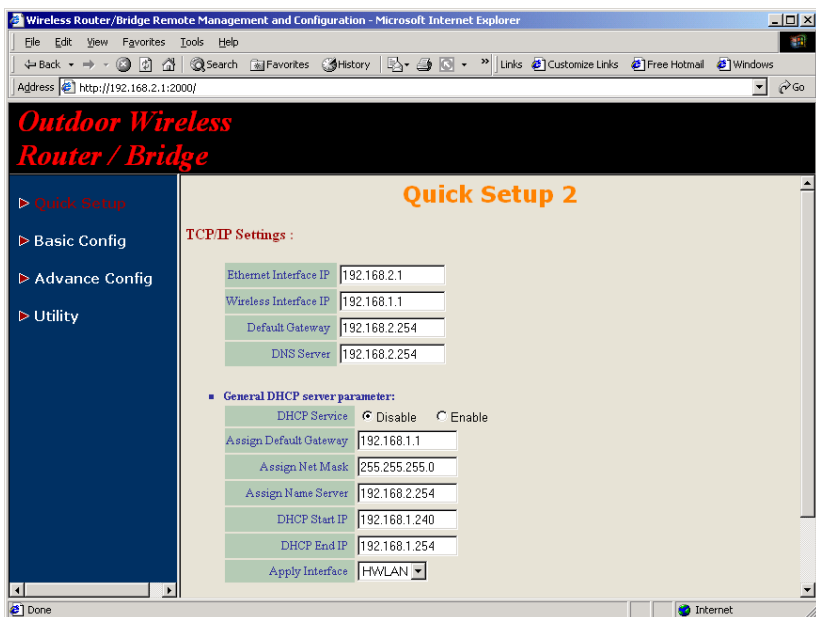 Wireless Router/Bridge Remote Management and Configuration - Microsoft Internet Explorer
File Edit View Favorites Tools Help
Back Search Favorites History » Links Customize Links Free Hotmail Windows
Address http://192.168.2.1:2000/ Go
Outdoor Wireless
Router / Bridge
Quick Setup
Basic Config
Advance Config
Utility
Quick Setup 2
TCP/IP Settings :
Ethernet Interface IP 192.168.2.1
Wireless Interface IP 192.168.1.1
Default Gateway 192.168.2.254
DNS Server 192.168.2.254
General DHCP server parameter:
DHCP Service Disable Enable
Assign Default Gateway 192.168.1.1
Assign Net Mask 255.255.255.0
Assign Name Server 192.168.2.254
DHCP Start IP 192.168.1.240
DHCP End IP 192.168.1.254
Apply Interface HWLAN
Done Internet